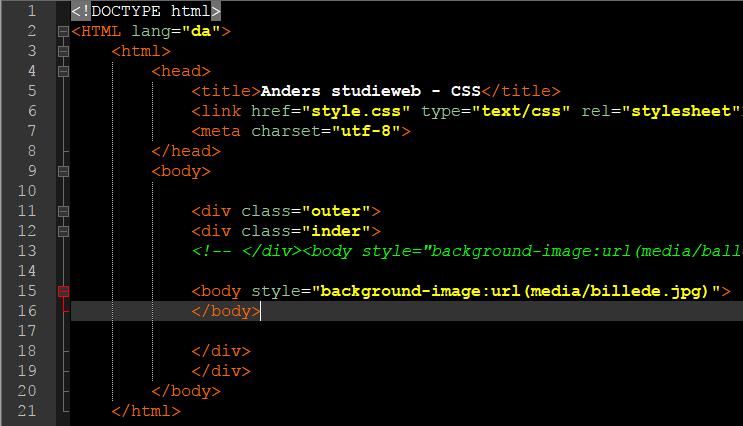 1 <!DOCTYPE html>
2 <HTML lang="da">
3 <html>
4 <head>
5 <title>Anders studieweb - CSS</title>
6 <link href="style.css" type="text/css" rel="stylesheet"
7 <meta charset="utf-8">
8 </head>
9 <body>
10
11 <div class="outer">
12 <div class="inder">
13 <!-- </div><body style="background-image:url(media/ball
14
15 <body style="background-image:url(media/billede.jpg)">
16 </body>
17
18 </div>
19 </div>
20 </body>
21 </html>